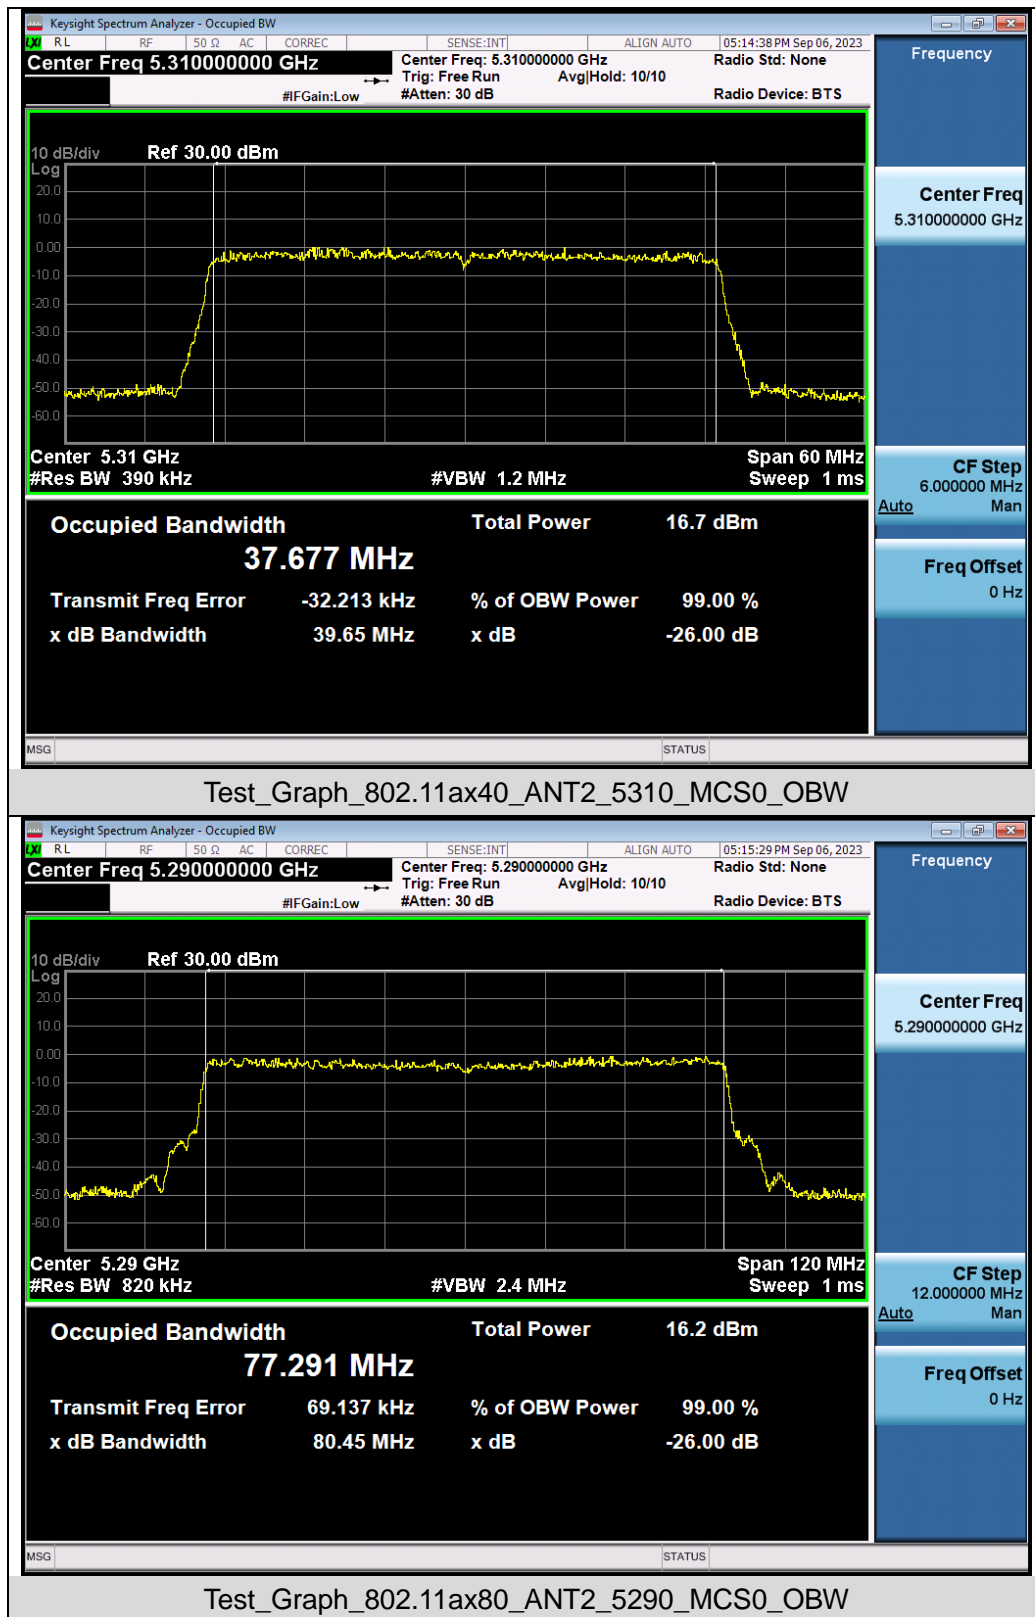 Keysight Spectrum Analyzer - Occupied BW
LXI RL RF 50 Ω AC CORREC SENSE:INT ALIGN AUTO 05:14:38 PM Sep 06, 2023
Center Freq 5.310000000 GHz Center Freq: 5.310000000 GHz Radio Std: None
Trig: Free Run Avg|Hold: 10/10
#IFGain:Low #Atten: 30 dB Radio Device: BTS
Frequency
10 dB/div Ref 30.00 dBm
Log
20.0
10.0
0.00
-10.0
-20.0
-30.0
-40.0
-50.0
-60.0
Center 5.31 GHz Span 60 MHz
#Res BW 390 kHz #VBW 1.2 MHz Sweep 1 ms
Center Freq
5.310000000 GHz
CF Step
6.000000 MHz
Auto Man
Freq Offset
0 Hz
Occupied Bandwidth Total Power 16.7 dBm
37.677 MHz
Transmit Freq Error -32.213 kHz % of OBW Power 99.00 %
x dB Bandwidth 39.65 MHz x dB -26.00 dB
MSG STATUS
Test_Graph_802.11ax40_ANT2_5310_MCS0_OBW
Keysight Spectrum Analyzer - Occupied BW
LXI RL RF 50 Ω AC CORREC SENSE:INT ALIGN AUTO 05:15:29 PM Sep 06, 2023
Center Freq 5.290000000 GHz Center Freq: 5.290000000 GHz Radio Std: None
Trig: Free Run Avg|Hold: 10/10
#IFGain:Low #Atten: 30 dB Radio Device: BTS
Frequency
10 dB/div Ref 30.00 dBm
Log
20.0
10.0
0.00
-10.0
-20.0
-30.0
-40.0
-50.0
-60.0
Center 5.29 GHz Span 120 MHz
#Res BW 820 kHz #VBW 2.4 MHz Sweep 1 ms
Center Freq
5.290000000 GHz
CF Step
12.000000 MHz
Auto Man
Freq Offset
0 Hz
Occupied Bandwidth Total Power 16.2 dBm
77.291 MHz
Transmit Freq Error 69.137 kHz % of OBW Power 99.00 %
x dB Bandwidth 80.45 MHz x dB -26.00 dB
MSG STATUS
Test_Graph_802.11ax80_ANT2_5290_MCS0_OBW